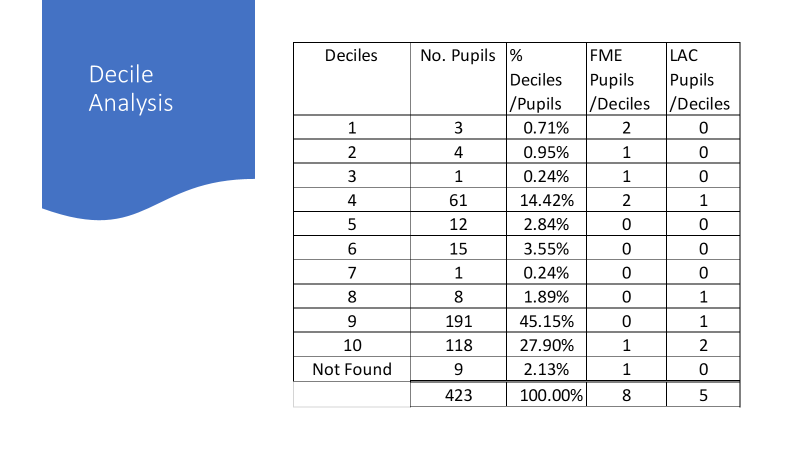 Decile
Analysis
Deciles No. Pupils % Deciles /Pupils FME Pupils /Deciles LAC Pupils /Deciles
1 3 0.71% 2 0
2 4 0.95% 1 0
3 1 0.24% 1 0
4 61 14.42% 2 1
5 12 2.84% 0 0
6 15 3.55% 0 0
7 1 0.24% 0 0
8 8 1.89% 0 1
9 191 45.15% 0 1
10 118 27.90% 1 2
Not Found 9 2.13% 1 0
423 100.00% 8 5